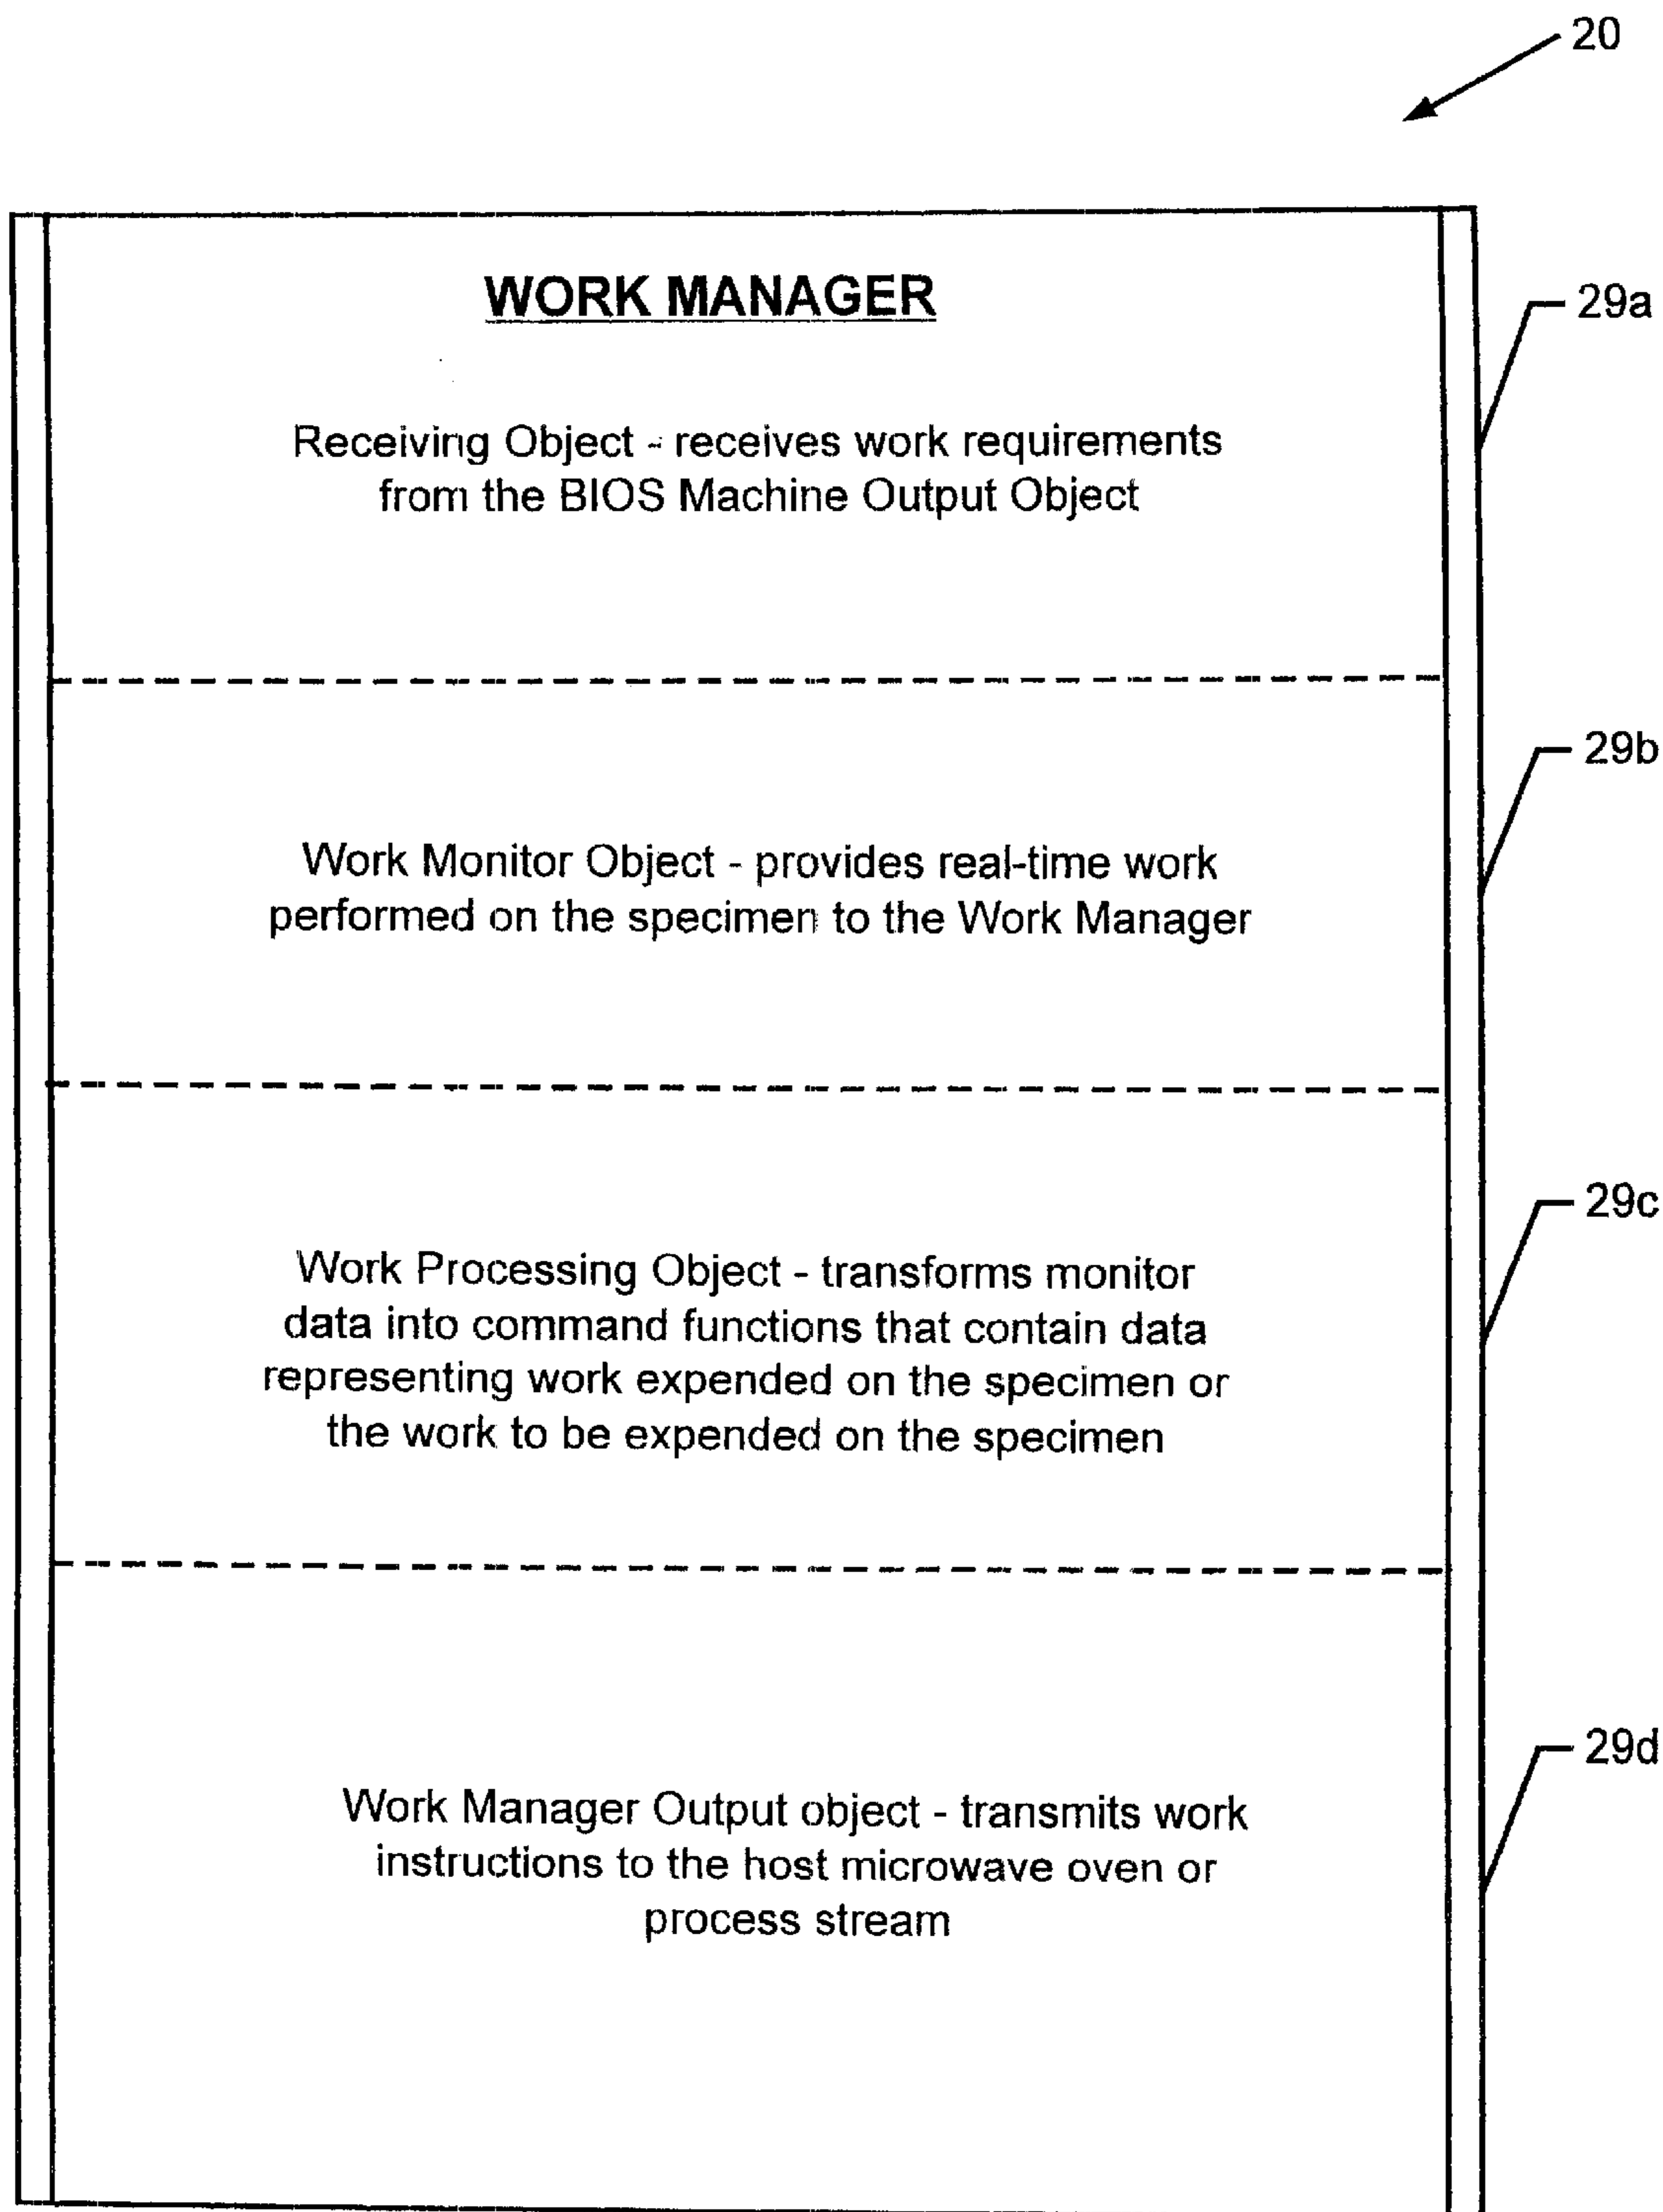 20
WORK MANAGER
29a
Receiving Object - receives work requirements
from the BIOS Machine Output Object
29b
Work Monitor Object - provides real-time work
performed on the specimen to the Work Manager
29c
Work Processing Object - transforms monitor
data into command functions that contain data
representing work expended on the specimen or
the work to be expended on the specimen
29d
Work Manager Output object - transmits work
instructions to the host microwave oven or
process stream